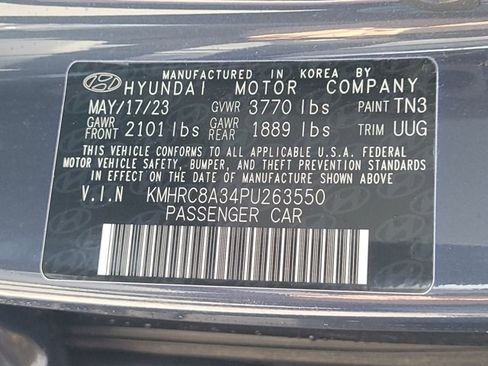 MANUFACTURED IN KOREA BY
HYUNDAI MOTOR COMPANY
MAY/17/23 GVWR 3770 lbs PAINT TN3
GAWR FRONT 2101 lbs GAWR REAR 1889 lbs TRIM UUG
THIS VEHICLE CONFORMS TO ALL APPLICABLE U.S.A. FEDERAL
MOTOR VEHICLE SAFETY, BUMPER, AND THEFT PREVENTION STANDARDS
IN EFFECT ON THE DATE OF MANUFACTURE SHOWN ABOVE.
V.I.N KMHRC8A34PU263550
PASSENGER CAR